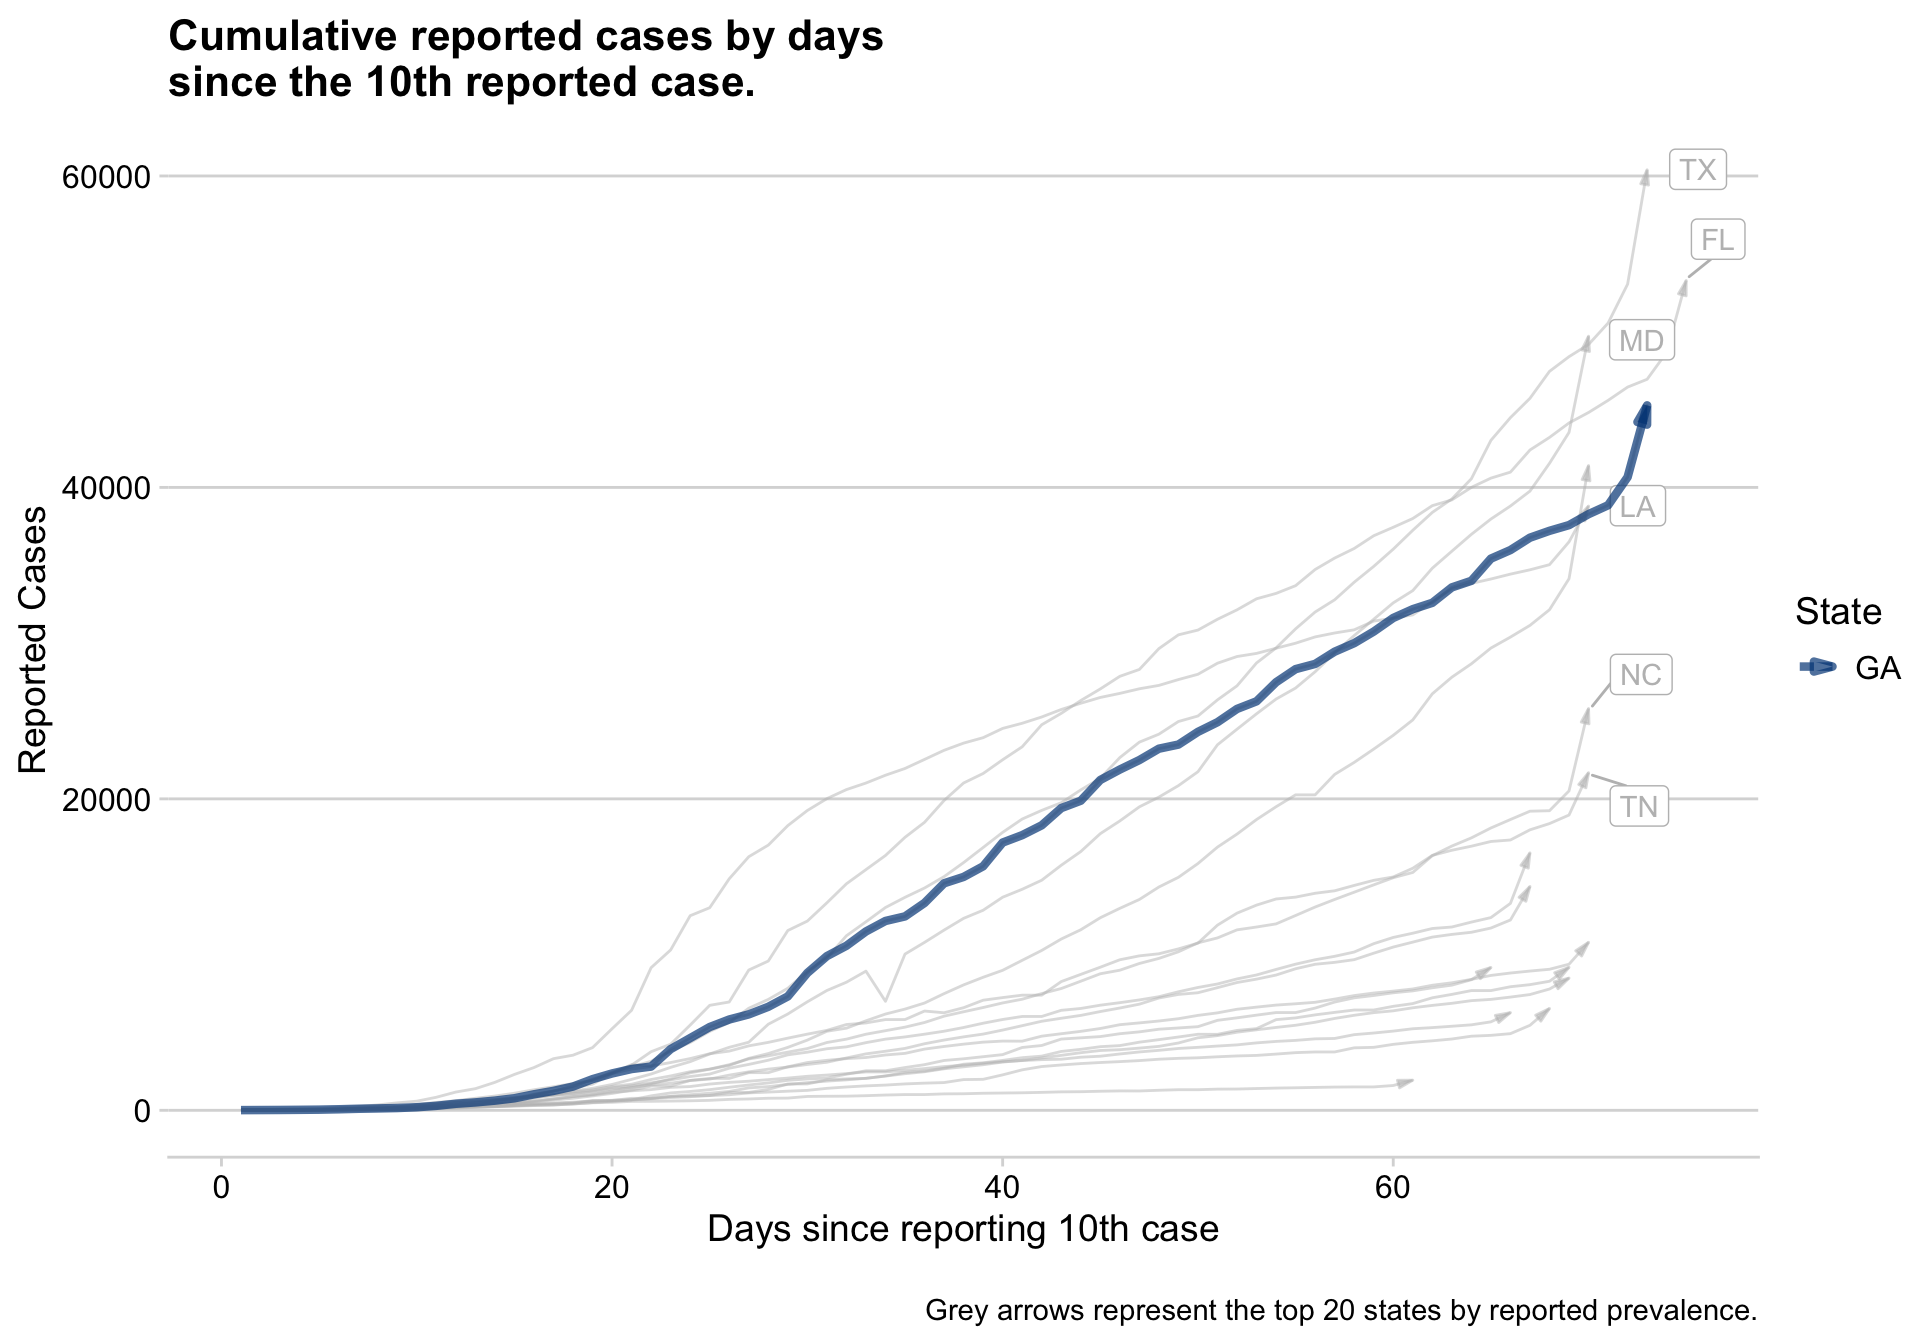 Cumulative reported cases by days
since the 10th reported case.
60000
40000
20000
0
Reported Cases
TX
FL
MD
LA
NC
TN
State
GA
0
20
40
60
Days since reporting 10th case
Grey arrows represent the top 20 states by reported prevalence.